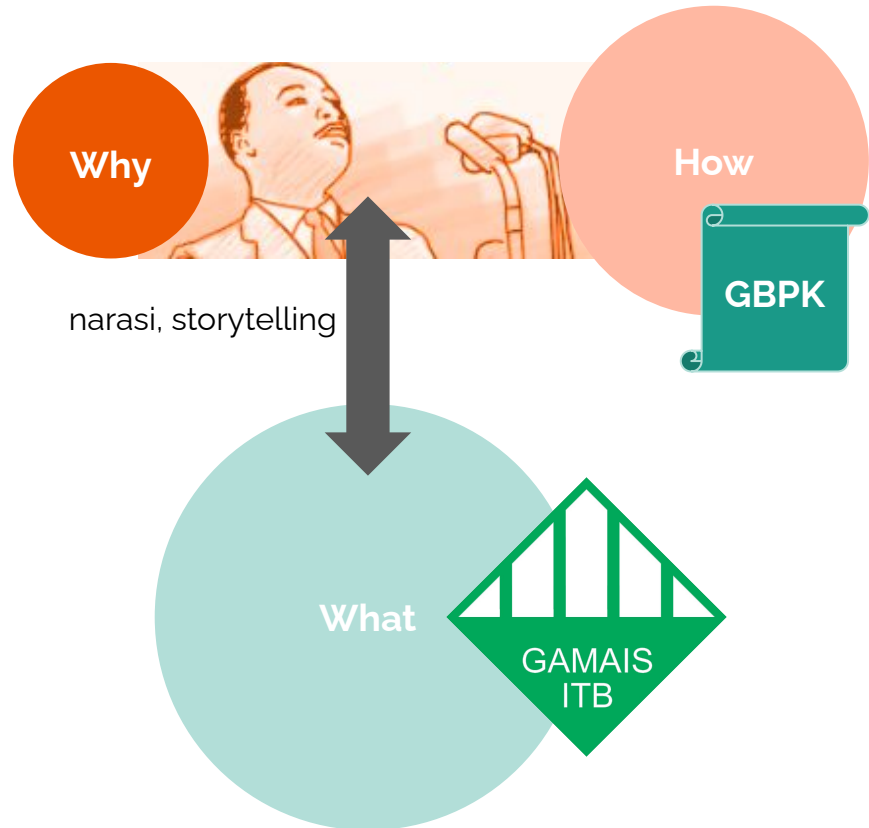 Why
How
GBPK
narasi, storytelling
What
GAMAIS
ITB